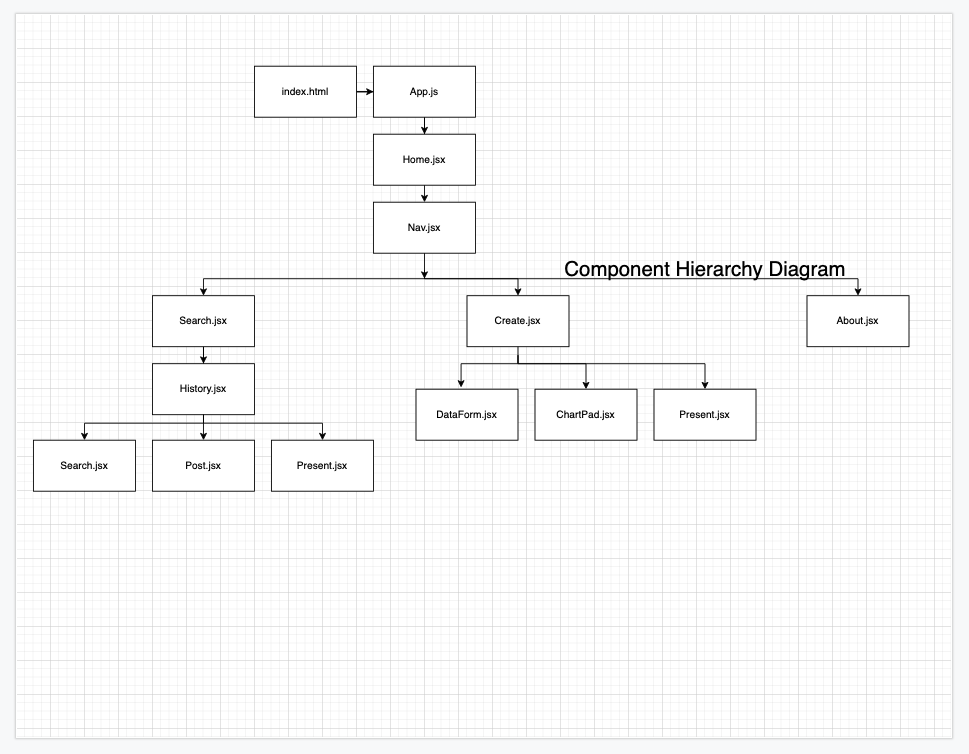 index.html
App.js
Home.jsx
Nav.jsx
Component Hierarchy Diagram
Search.jsx
Create.jsx
About.jsx
History.jsx
DataForm.jsx
ChartPad.jsx
Present.jsx
Search.jsx
Post.jsx
Present.jsx